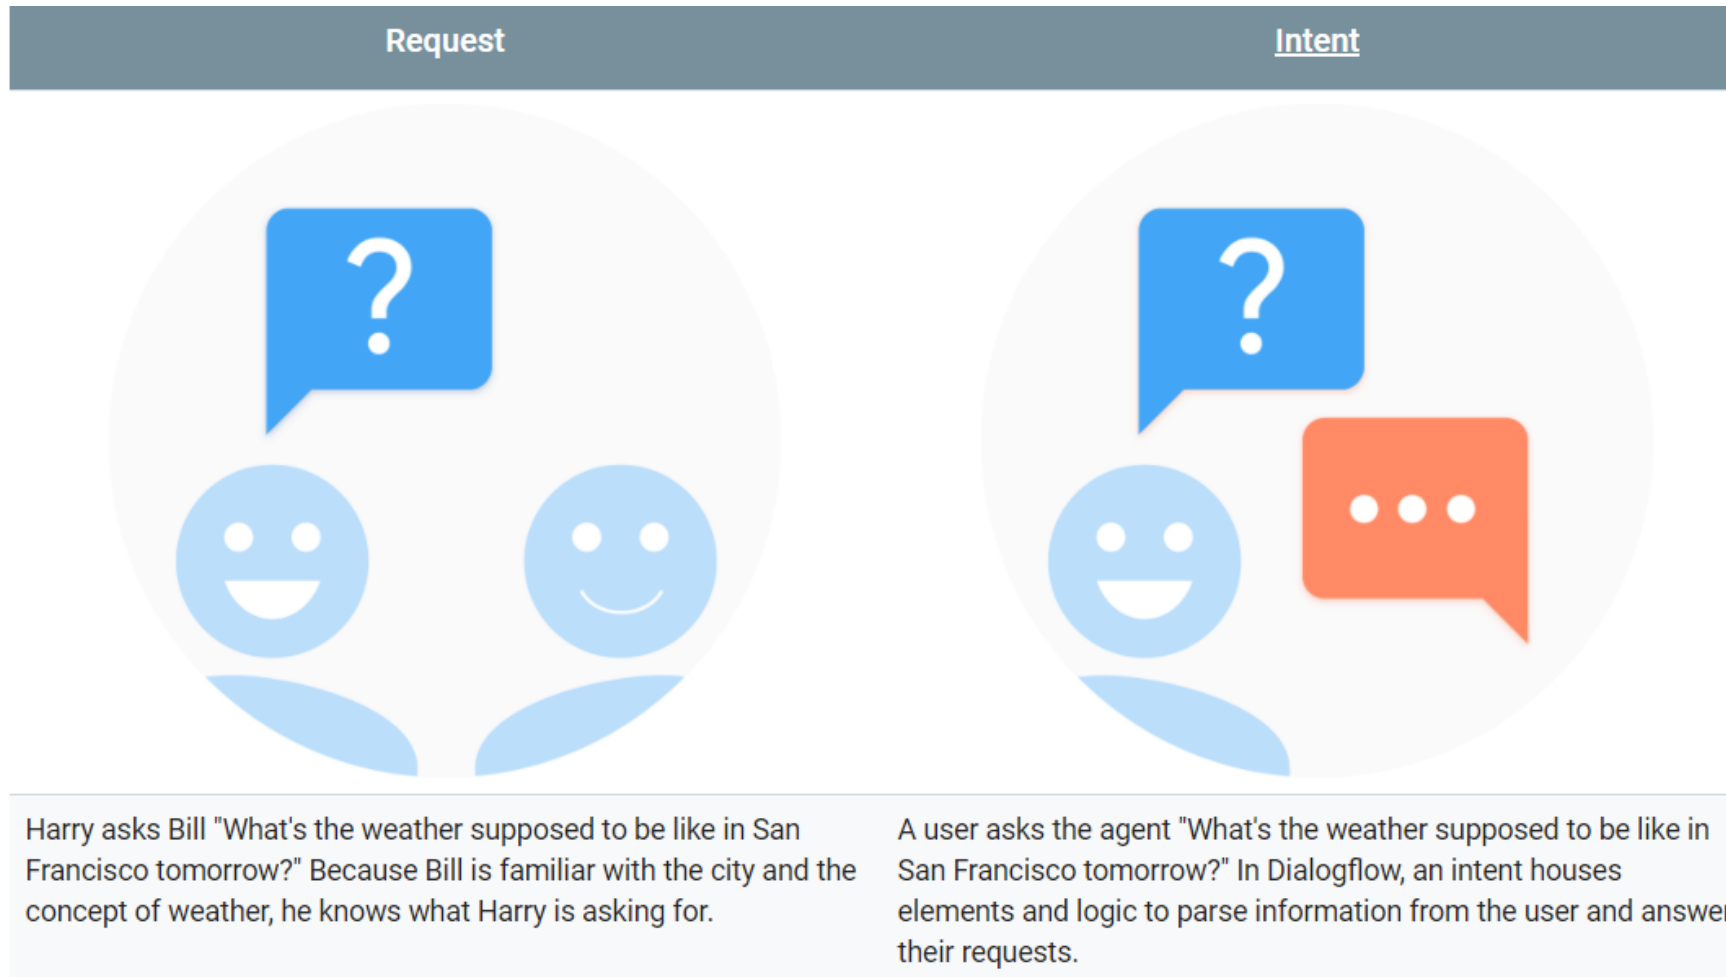 Request
Intent
?
?
Harry asks Bill "What's the weather supposed to be like in San
Francisco tomorrow?" Because Bill is familiar with the city and the
concept of weather, he knows what Harry is asking for.
A user asks the agent "What's the weather supposed to be like in
San Francisco tomorrow?" In Dialogflow, an intent houses
elements and logic to parse information from the user and answer
their requests.